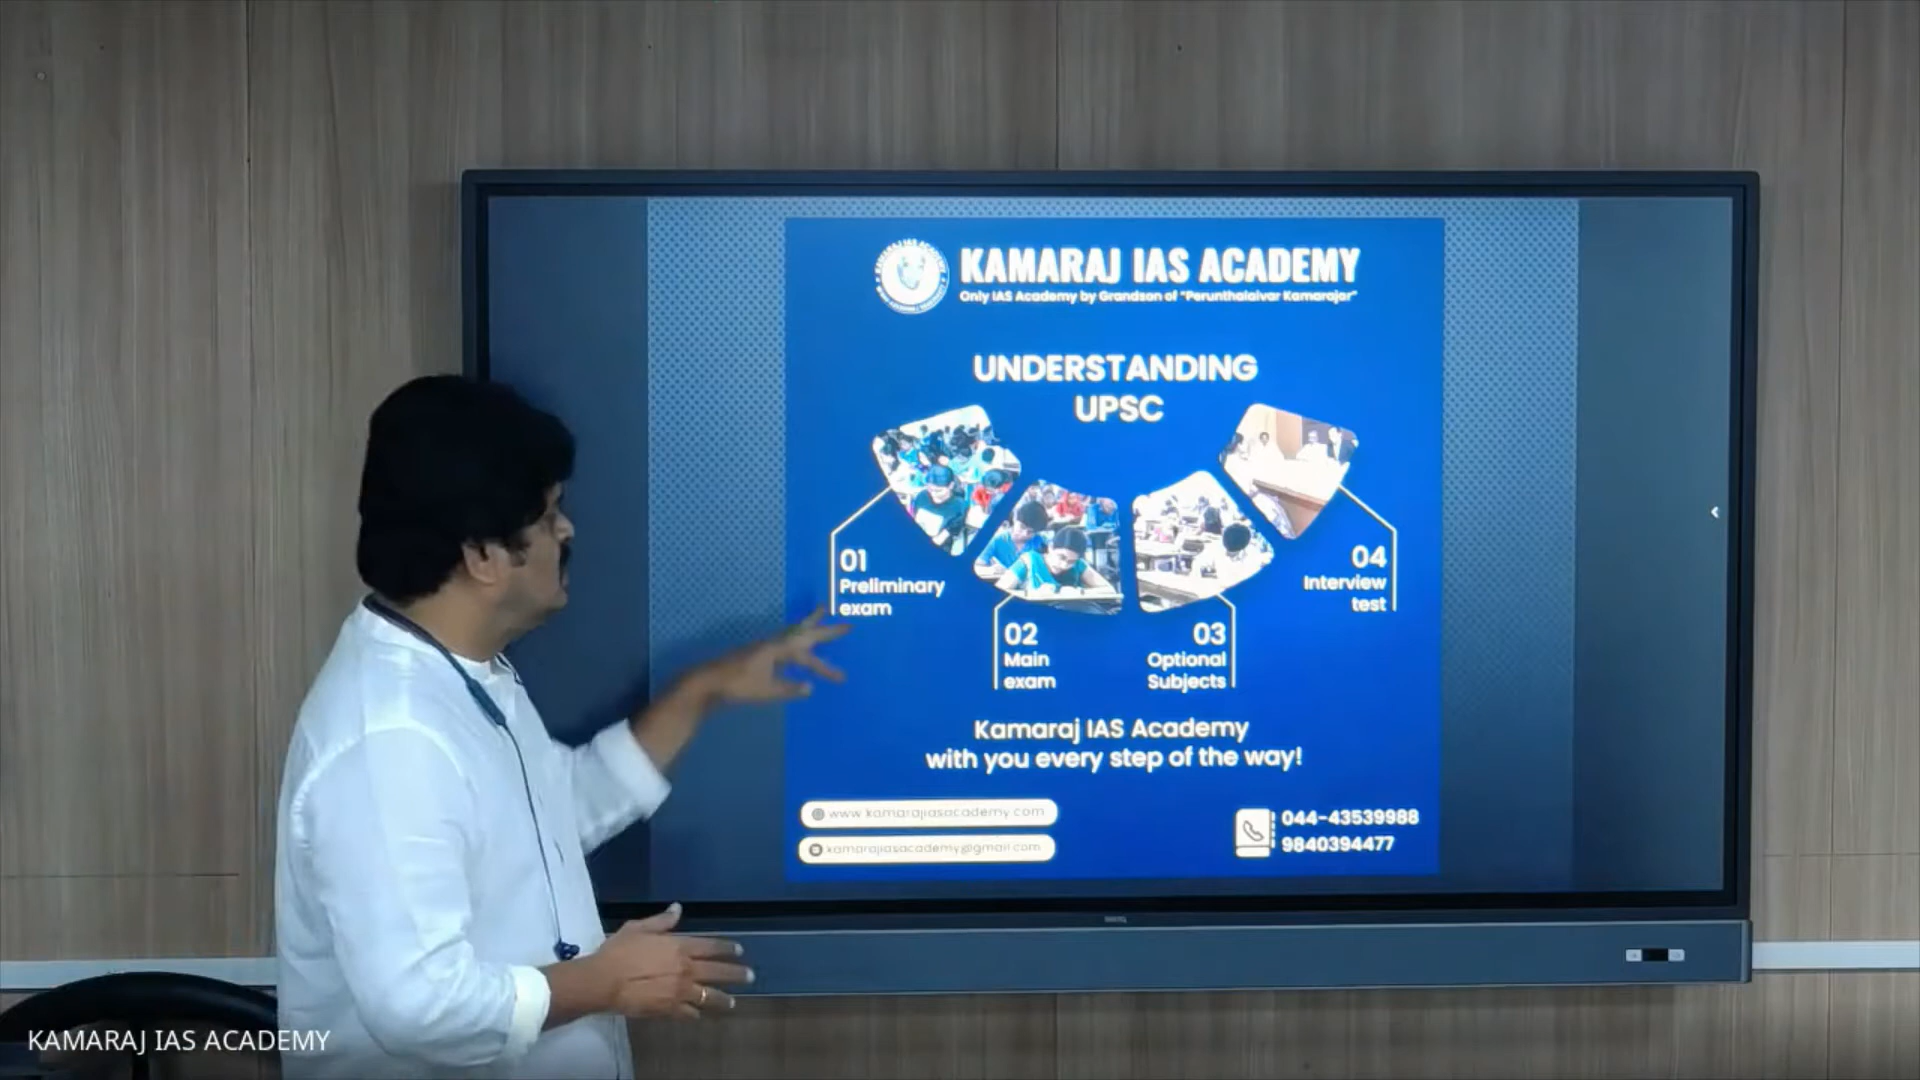 KAMARAJ IAS ACADEMY
Only IAS Academy by Grandson of "Perunthalaivar Kamarajar"
UNDERSTANDING
UPSC
01
Preliminary
exam
02
Main
exam
03
Optional
Subjects
04
Interview
test
Kamaraj IAS Academy
with you every step of the way!
www.kamarajiasacademy.com
kamarajiasacademy@gmail.com
044-43539988
9840394477
KAMARAJ IAS ACADEMY